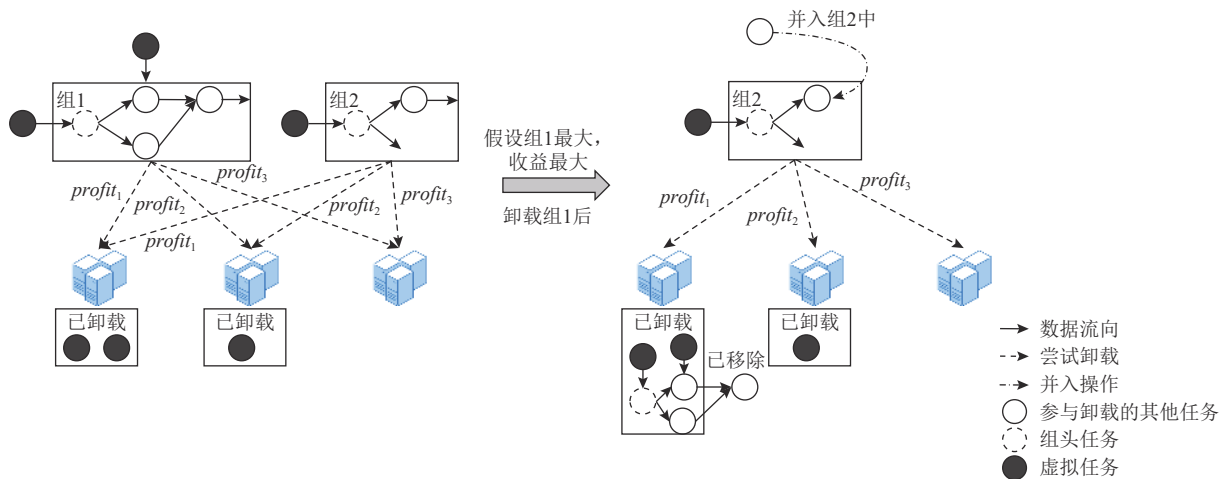 组1
组2
profit₁
profit₂
profit₃
profit₁
profit₂
profit₃
已卸载
已卸载
假设组1最大，
收益最大
卸载组1后
并入组2中
组2
profit₁
profit₂
profit₃
已卸载
已移除
已卸载
数据流向
尝试卸载
并入操作
参与卸载的其他任务
组头任务
虚拟任务